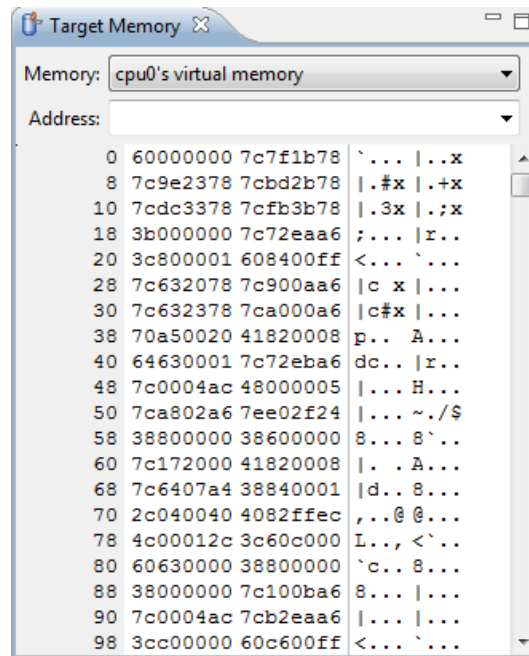 Target Memory
Memory: cpu0's virtual memory
Address:
0 60000000 7c7f1b78 `...|..x
8 7c9e2378 7cbd2b78 |.#x|.+x
10 7cdc3378 7cfb3b78 |.3x|.;x
18 3b000000 7c72eaa6 ;...|r..
20 3c800001 608400ff <...`...
28 7c632078 7c900aa6 |c x|...
30 7c632378 7ca000a6 |c#x|...
38 70a50020 41820008 p.. A...
40 64630001 7c72eba6 dc..|r..
48 7c0004ac 48000005 |...H...
50 7ca802a6 7ee02f24 |...~./$
58 38800000 38600000 8...8`..
60 7c172000 41820008 |. .A...
68 7c6407a4 38840001 |d..8...
70 2c040040 4082ffec ,..@@...
78 4c00012c 3c60c000 L..,<`..
80 60630000 38800000 `c..8...
88 38000000 7c100ba6 8...|...
90 7c0004ac 7cb2eaa6 |...|...
98 3cc00000 60c600ff <...`...